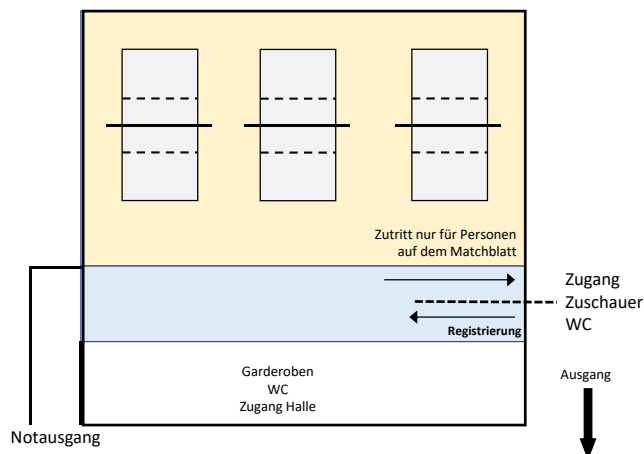 Zutritt nur für Personen
auf dem Matchblatt
Zugang
Zuschauer
WC
Registrierung
Garderoben
WC
Zugang Halle
Ausgang
Notausgang